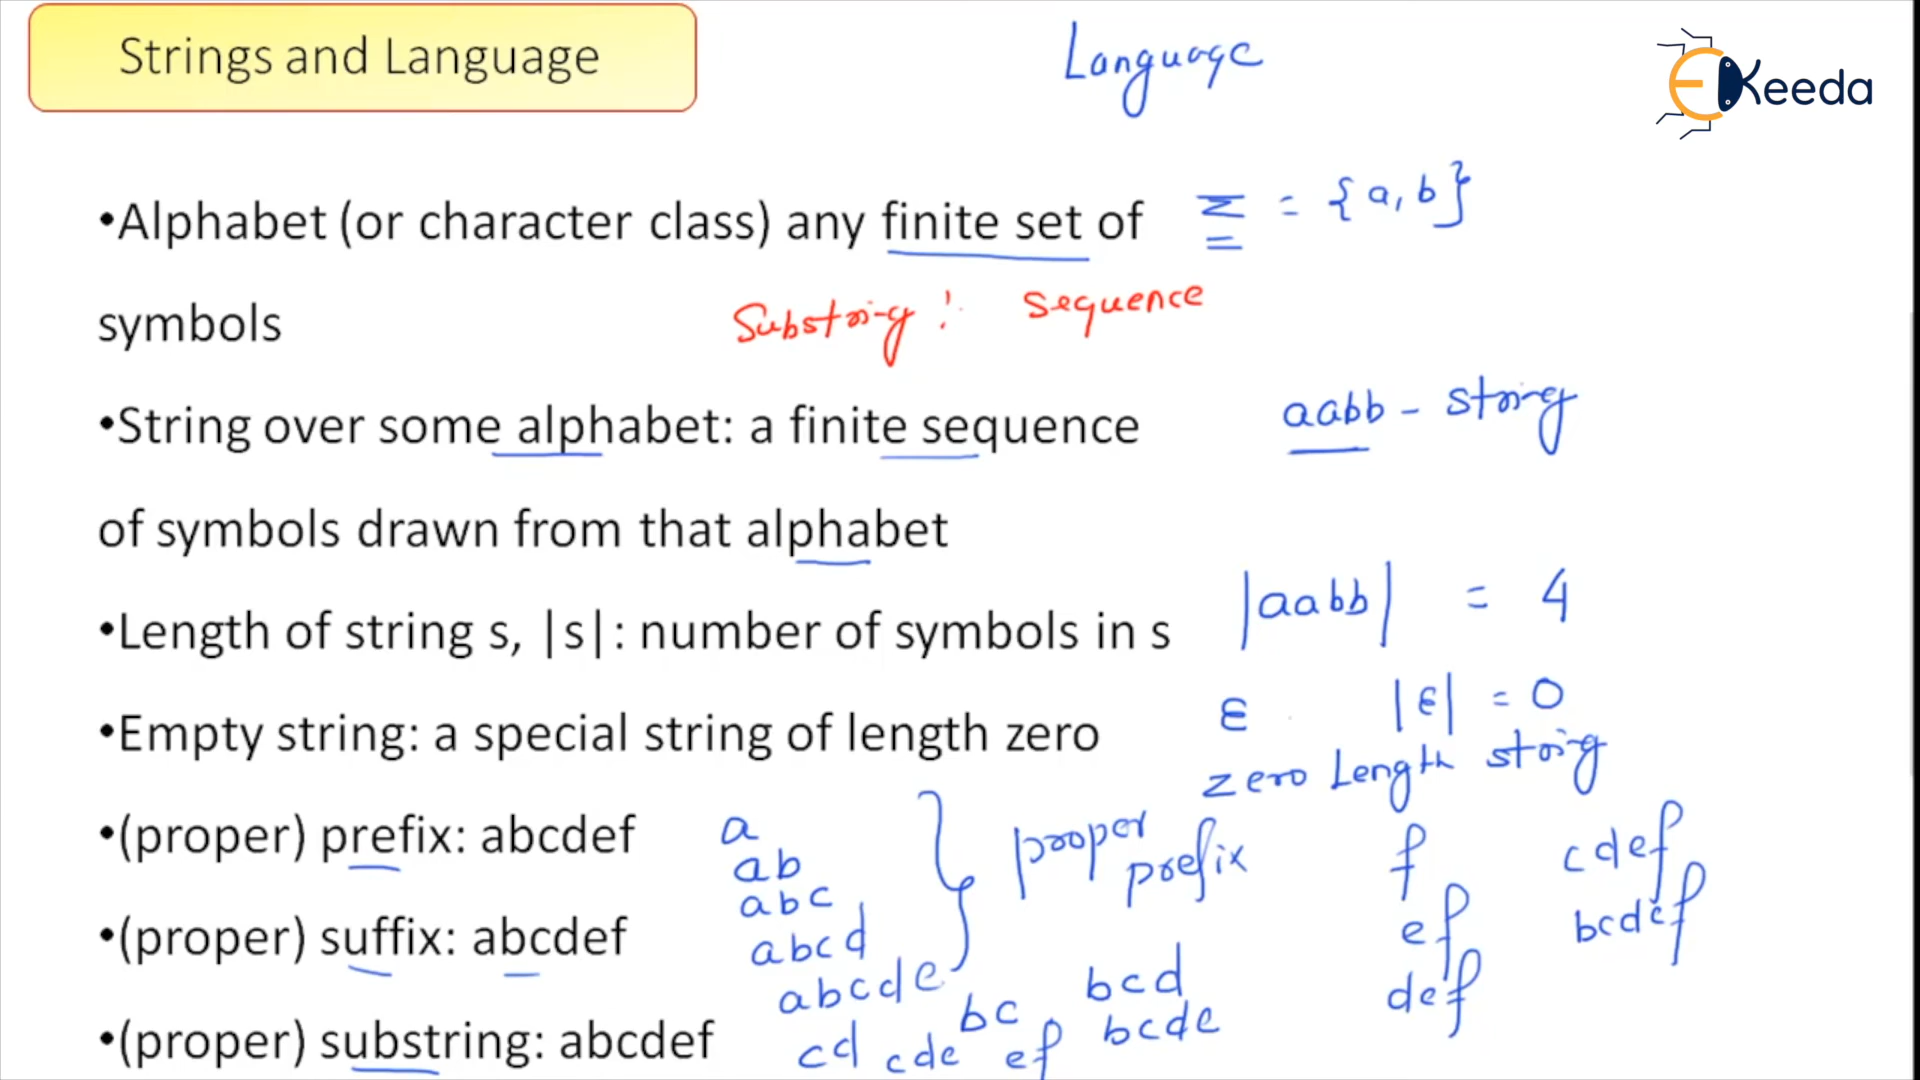 Strings and Language
Language
EKeeda
•Alphabet (or character class) any finite set of
Σ = {a, b}
symbols
Substring : sequence
•String over some alphabet: a finite sequence
aabb - string
of symbols drawn from that alphabet
•Length of string s, |s|: number of symbols in s
|aabb| = 4
•Empty string: a special string of length zero
ε |ε| = 0
zero Length string
•(proper) prefix: abcdef
a
ab
abc
abcd
abcde
proper
prefix
f
ef
def
cdef
bcdef
•(proper) suffix: abcdef
•(proper) substring: abcdef
cd cde bc ef bcd
bcde